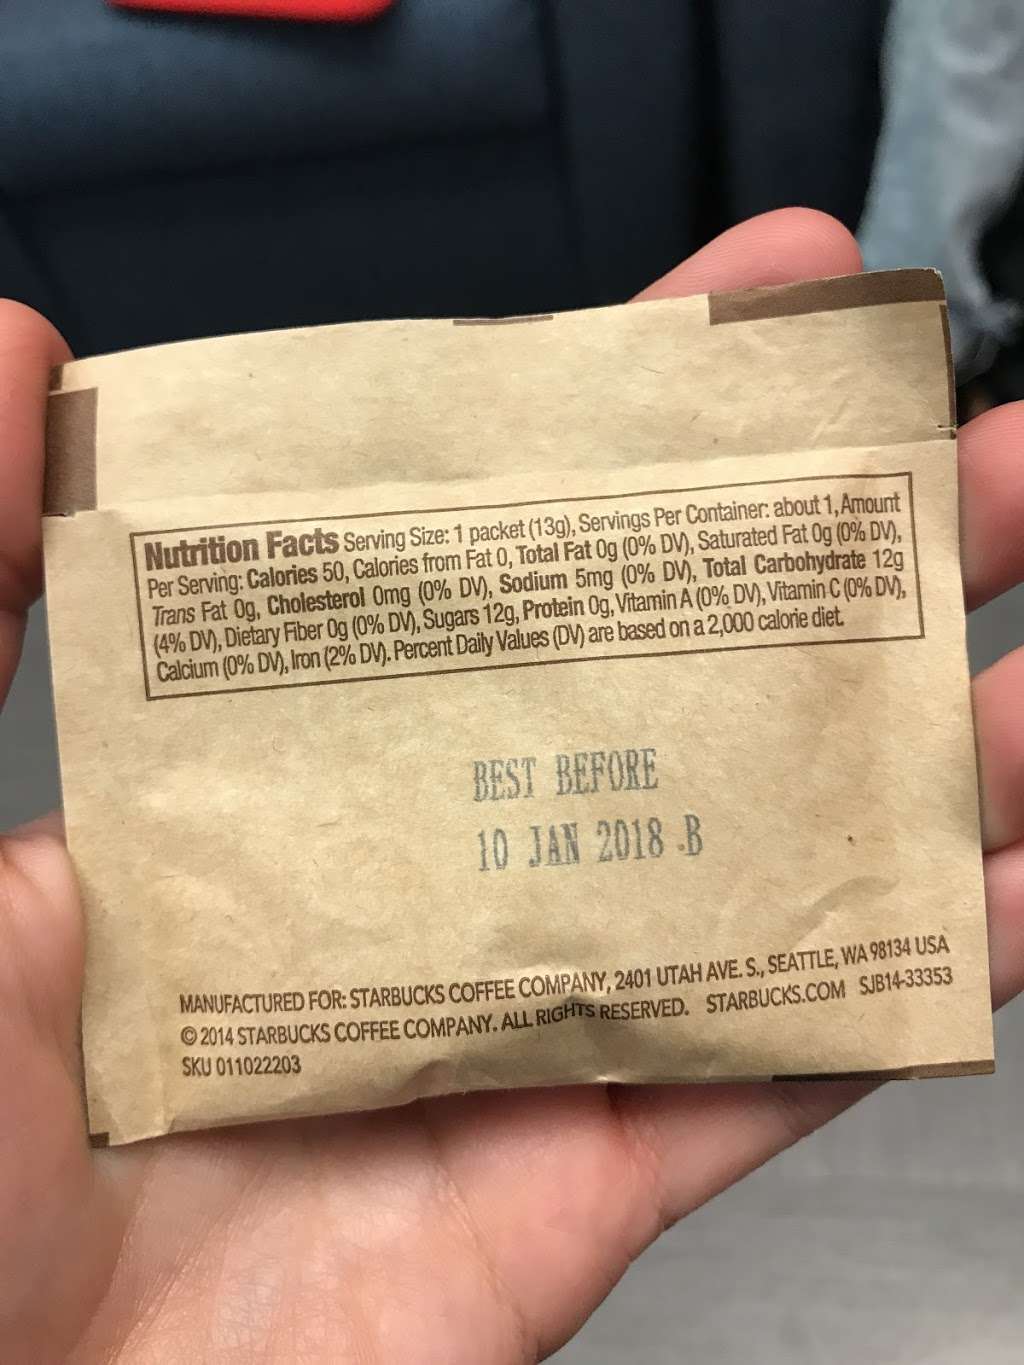 Nutrition Facts Serving Size: 1 packet (13g), Servings Per Container: about 1, Amount
Per Serving: Calories 50, Calories from Fat 0, Total Fat 0g (0% DV), Saturated Fat 0g (0% DV),
Trans Fat 0g, Cholesterol 0mg (0% DV), Sodium 5mg (0% DV), Total Carbohydrate 12g
(4% DV), Dietary Fiber 0g (0% DV), Sugars 12g, Protein 0g, Vitamin A (0% DV), Vitamin C (0% DV),
Calcium (0% DV), Iron (2% DV). Percent Daily Values (DV) are based on a 2,000 calorie diet.
BEST BEFORE
10 JAN 2018 .B
MANUFACTURED FOR: STARBUCKS COFFEE COMPANY, 2401 UTAH AVE. S., SEATTLE, WA 98134 USA
© 2014 STARBUCKS COFFEE COMPANY. ALL RIGHTS RESERVED. STARBUCKS.COM SJB14-33353
SKU 011022203